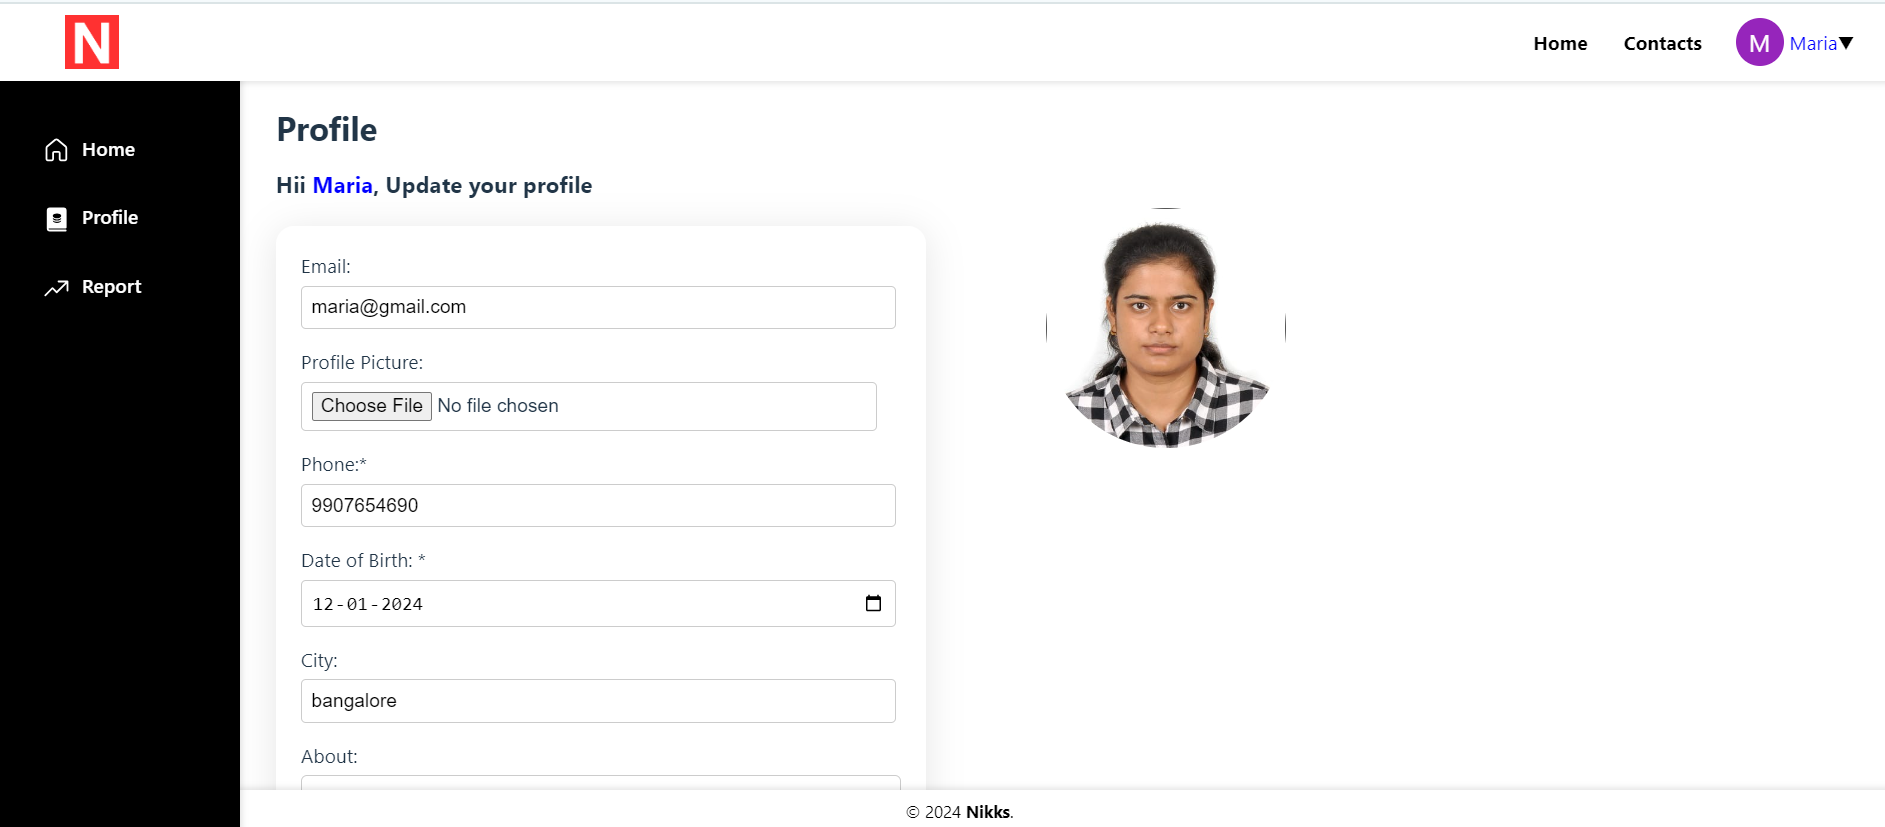 N
Home Contacts M Maria▼
Home
Profile
Report
Profile
Hii Maria, Update your profile
Email:
maria@gmail.com
Profile Picture:
Choose File No file chosen
Phone:*
9907654690
Date of Birth: *
12-01-2024
City:
bangalore
About:
© 2024 Nikks.